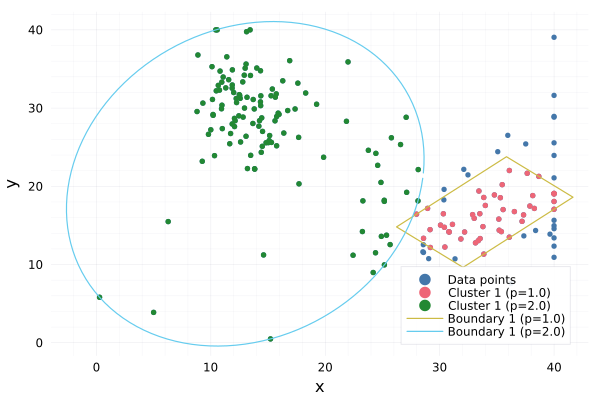 40
30
20
10
0
y
0
10
20
30
40
x
Data points
Cluster 1 (p=1.0)
Cluster 1 (p=2.0)
Boundary 1 (p=1.0)
Boundary 1 (p=2.0)